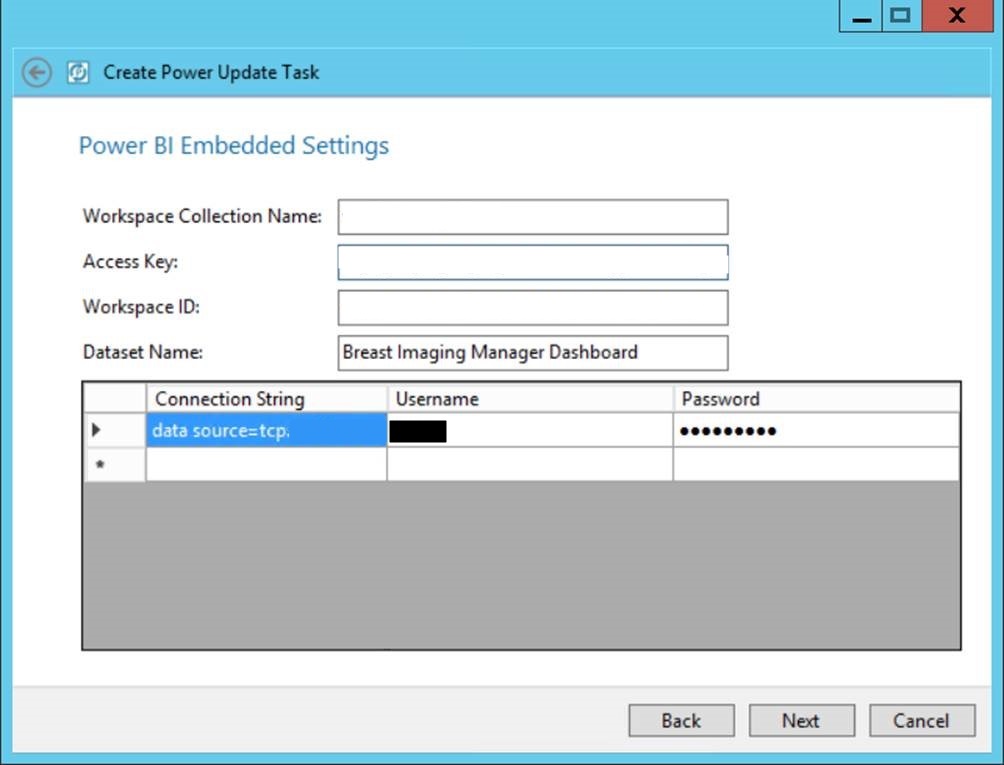 Create Power Update Task
Power BI Embedded Settings
Workspace Collection Name:
Access Key:
Workspace ID:
Dataset Name: Breast Imaging Manager Dashboard
Connection String Username Password
data source=tcp: •••••••••
*
Back Next Cancel